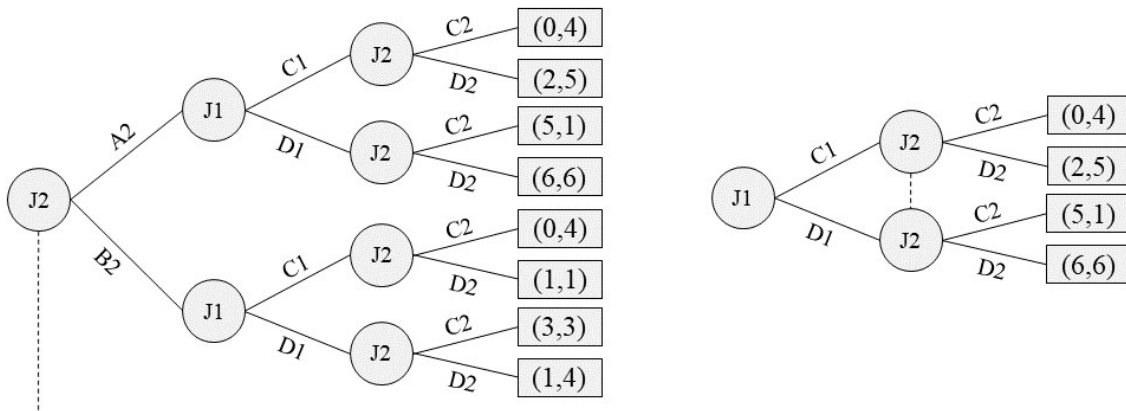 C2
(0,4)
J2
C1
D2
(2,5)
J1
A2
C2
(5,1)
D1
J2
D2
(6,6)
J2
C2
(0,4)
B2
J2
C1
D2
(1,1)
J1
C2
(3,3)
D1
J2
D2
(1,4)
C2
(0,4)
J2
C1
D2
(2,5)
J1
C2
(5,1)
D1
J2
D2
(6,6)